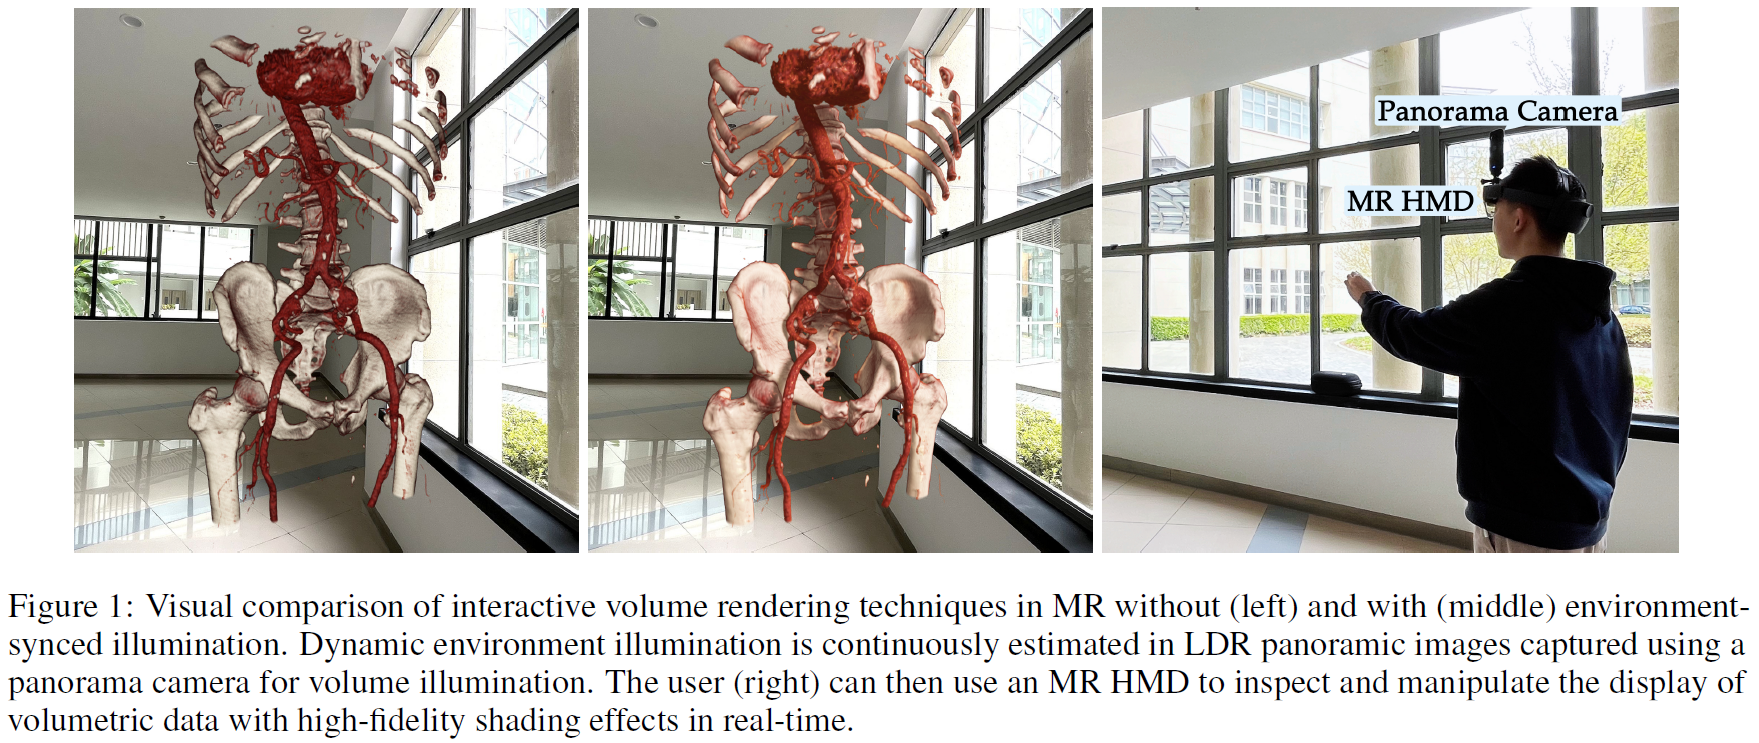 Panorama Camera
MR HMD
Figure 1: Visual comparison of interactive volume rendering techniques in MR without (left) and with (middle) environment-
synced illumination. Dynamic environment illumination is continuously estimated in LDR panoramic images captured using a
panorama camera for volume illumination. The user (right) can then use an MR HMD to inspect and manipulate the display of
volumetric data with high-fidelity shading effects in real-time.